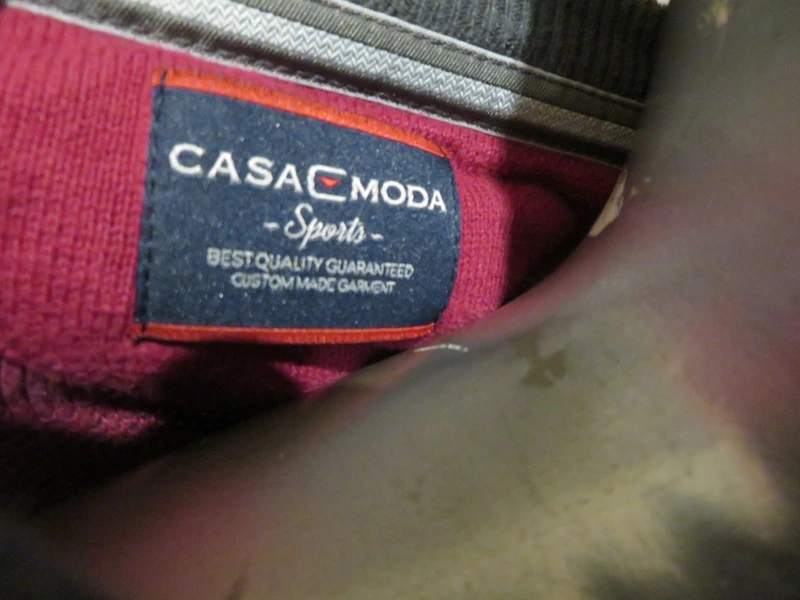 CASA MODA
- Sports -
BEST QUALITY GUARANTEED
CUSTOM MADE GARMENT